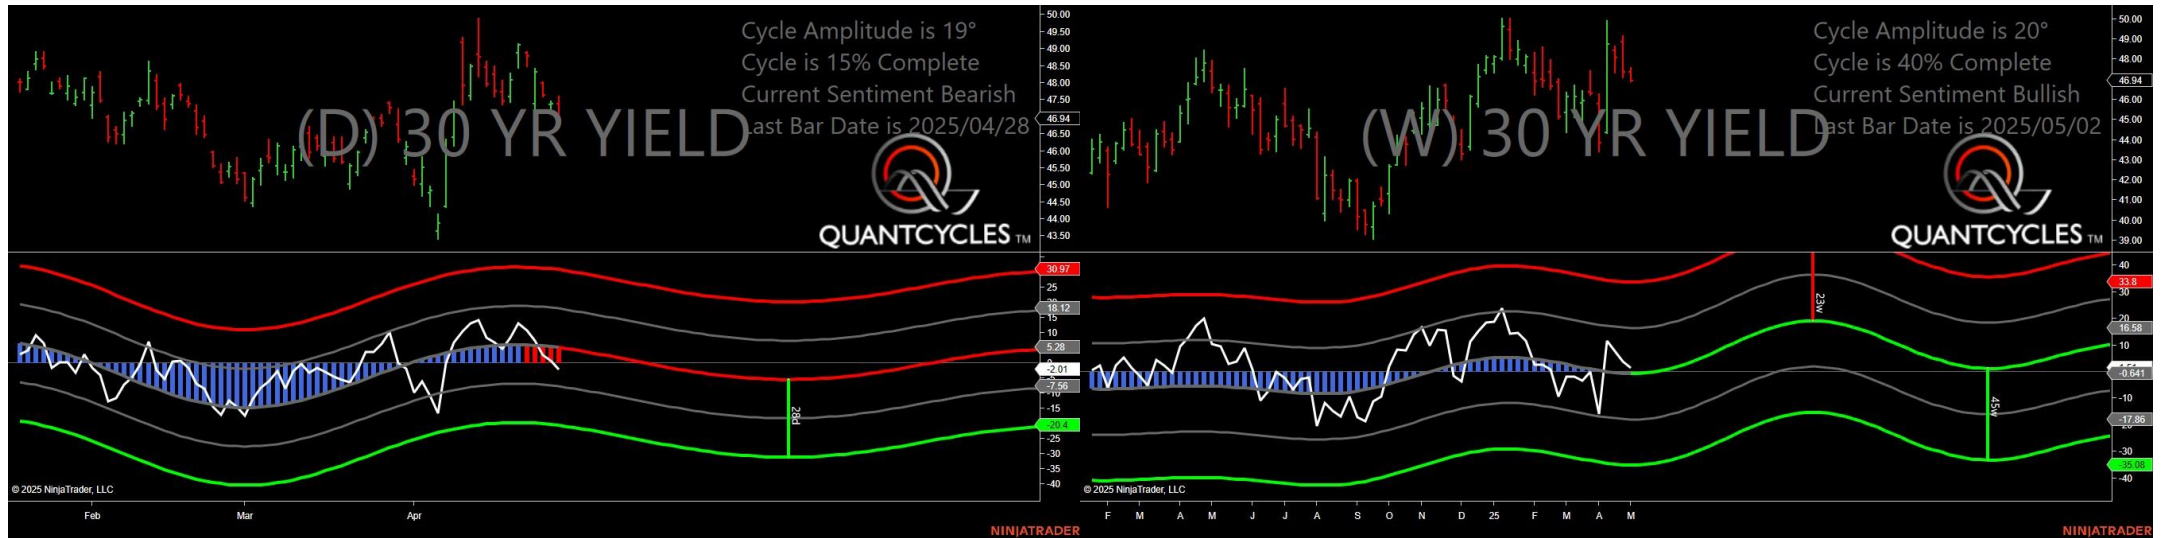 Cycle Amplitude is 19°
Cycle is 15% Complete
Current Sentiment Bearish
Last Bar Date is 2025/04/28
(D) 30 YR YIELD
QUANTCYCLES TM
50.00
49.50
49.00
48.50
48.00
47.50
46.94
46.50
46.00
45.50
45.00
44.50
44.00
43.50
30.97
25
18.12
15
10
5.28
-2.01
-7.56
-10
-15
-20.4
-25
-30
-35
-40
28d
© 2025 NinjaTrader, LLC
Feb Mar Apr
NINJATRADER
Cycle Amplitude is 20°
Cycle is 40% Complete
Current Sentiment Bullish
Last Bar Date is 2025/05/02
(W) 30 YR YIELD
QUANTCYCLES TM
50.00
49.00
48.00
46.94
46.00
45.00
44.00
43.00
42.00
41.00
40.00
39.00
40
33.8
30
20
16.58
10
-0.641
-10
-17.86
-30
-35.08
-40
23w
45w
© 2025 NinjaTrader, LLC
F M A M J J A S O N D 25 F M A M
NINJATRADER